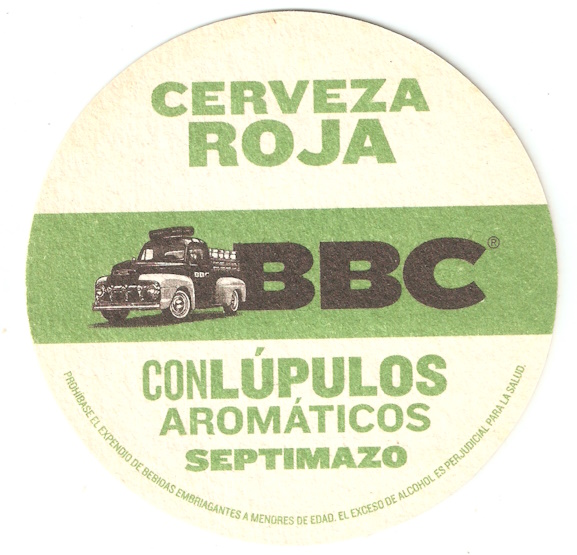 CERVEZA
ROJA
BBC
BBC®
CONLÚPULOS
AROMÁTICOS
SEPTIMAZO
PROHÍBASE EL EXPENDIO DE BEBIDAS EMBRIAGANTES A MENORES DE EDAD. EL EXCESO DE ALCOHOL ES PERJUDICIAL PARA LA SALUD.